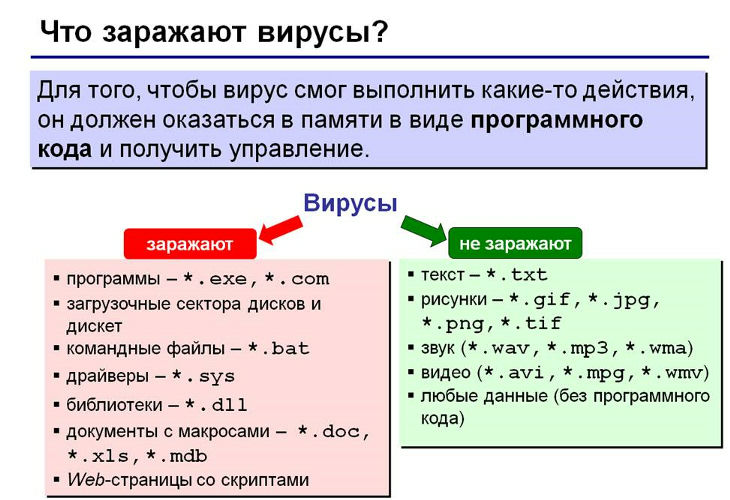 Что заражают вирусы?
Для того, чтобы вирус смог выполнить какие-то действия,
он должен оказаться в памяти в виде программного
кода и получить управление.
Вирусы
заражают
▪ программы – *.exe, *.com
▪ загрузочные сектора дисков и
дискет
▪ командные файлы – *.bat
▪ драйверы – *.sys
▪ библиотеки – *.dll
▪ документы с макросами – *.doc,
*.xls, *.mdb
▪ Web-страницы со скриптами
не заражают
▪ текст – *.txt
▪ рисунки – *.gif, *.jpg,
*.png, *.tif
▪ звук (*.wav, *.mp3, *.wma)
▪ видео (*.avi, *.mpg, *.wmv)
▪ любые данные (без программного
кода)